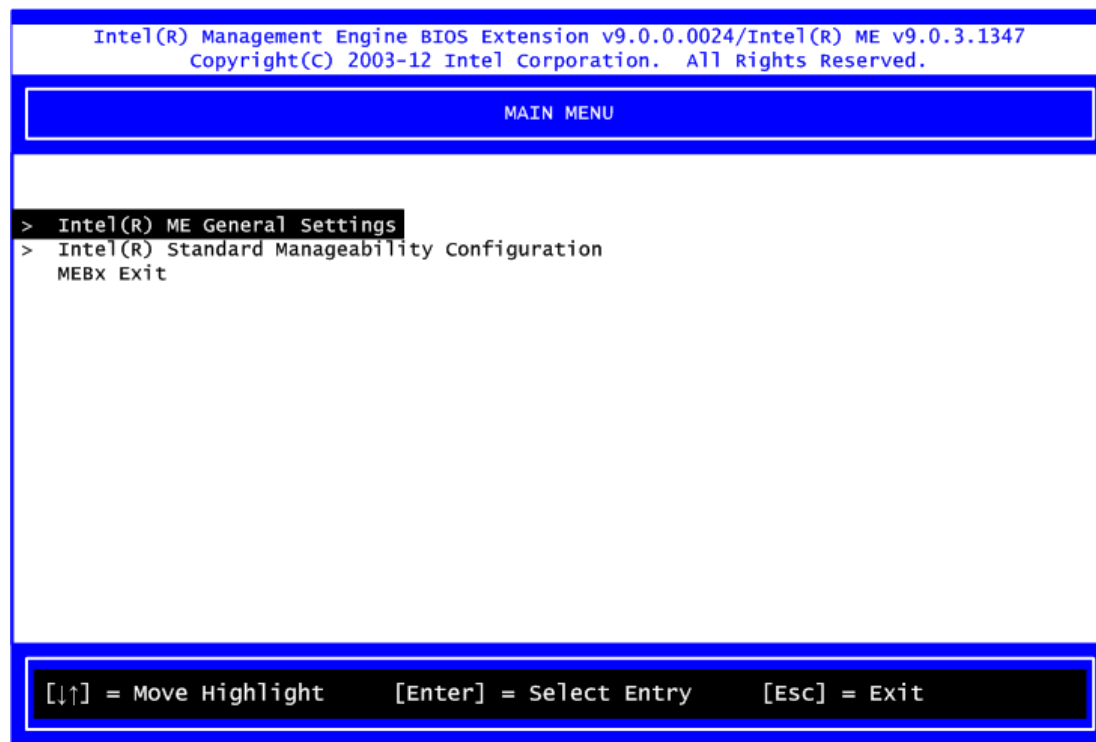 Intel(R) Management Engine BIOS Extension v9.0.0.0024/Intel(R) ME v9.0.3.1347
Copyright(C) 2003-12 Intel Corporation.  All Rights Reserved.
MAIN MENU
>  Intel(R) ME General Settings
>  Intel(R) Standard Manageability Configuration
MEBx Exit
[↓↑] = Move Highlight    [Enter] = Select Entry    [Esc] = Exit